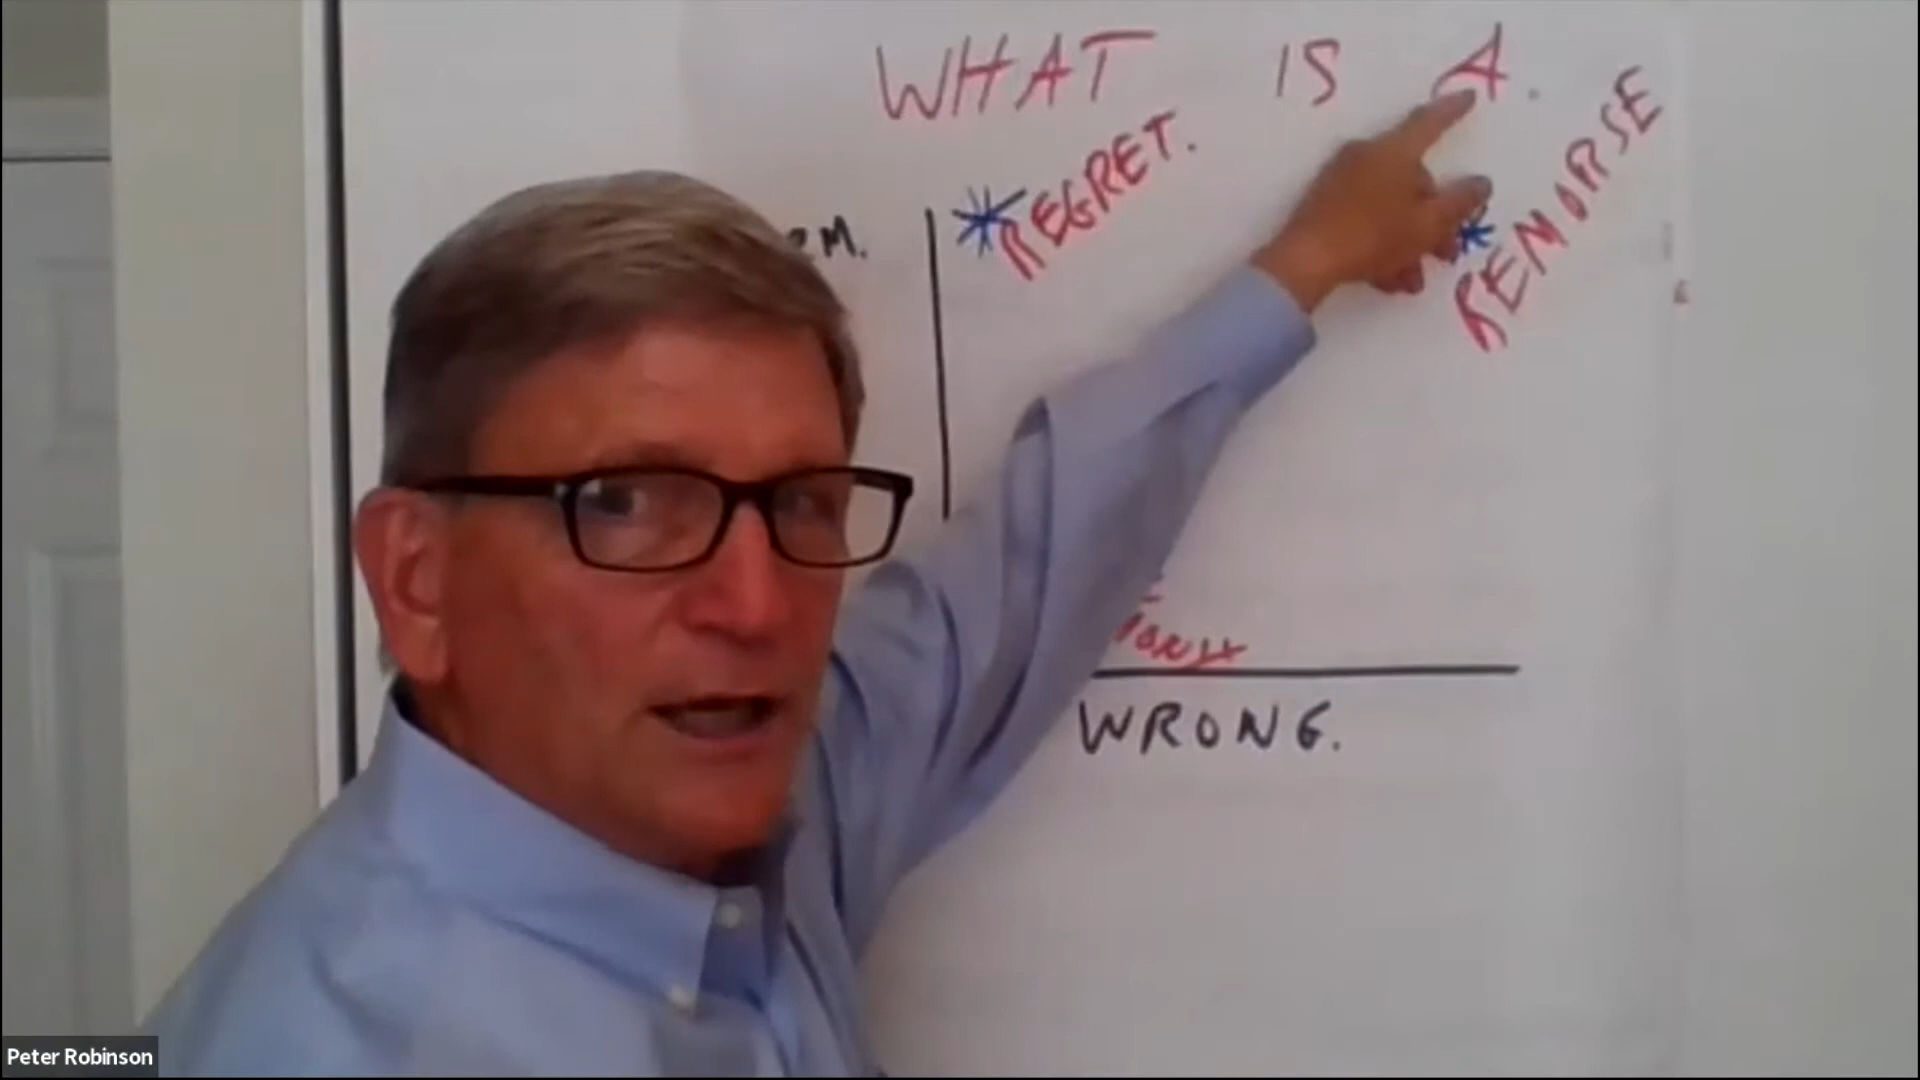 WHAT IS A.
*REGRET.
*REMORSE
WRONG.
Peter Robinson